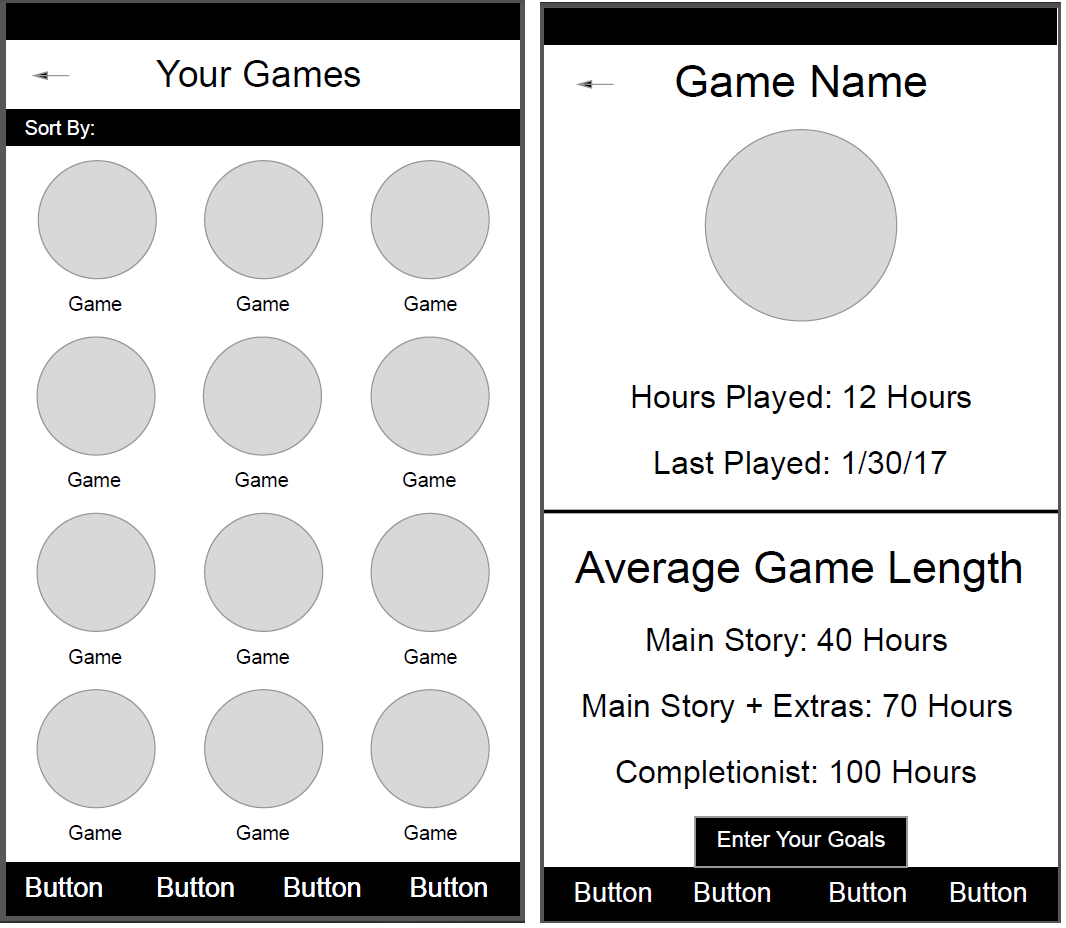 Your Games
Sort By:
Game Game Game
Game Game Game
Game Game Game
Game Game Game
Button Button Button Button
Game Name
Hours Played: 12 Hours
Last Played: 1/30/17
Average Game Length
Main Story: 40 Hours
Main Story + Extras: 70 Hours
Completionist: 100 Hours
Enter Your Goals
Button Button Button Button